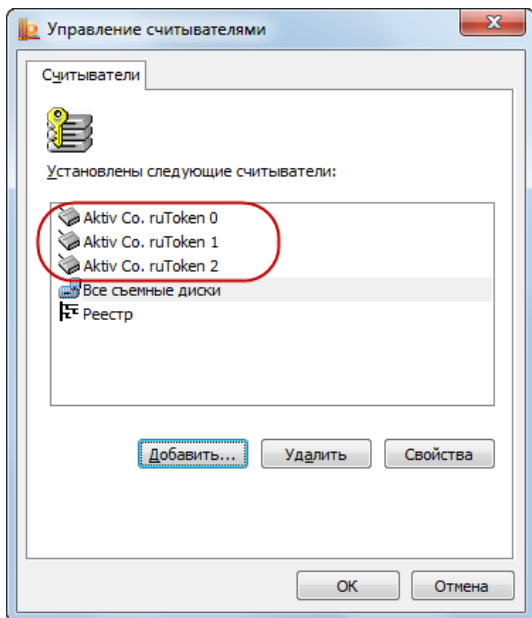 Управление считывателями
Считыватели
Установлены следующие считыватели:
Aktiv Co. ruToken 0
Aktiv Co. ruToken 1
Aktiv Co. ruToken 2
Все съемные диски
Реестр
Добавить... Удалить Свойства
ОК Отмена